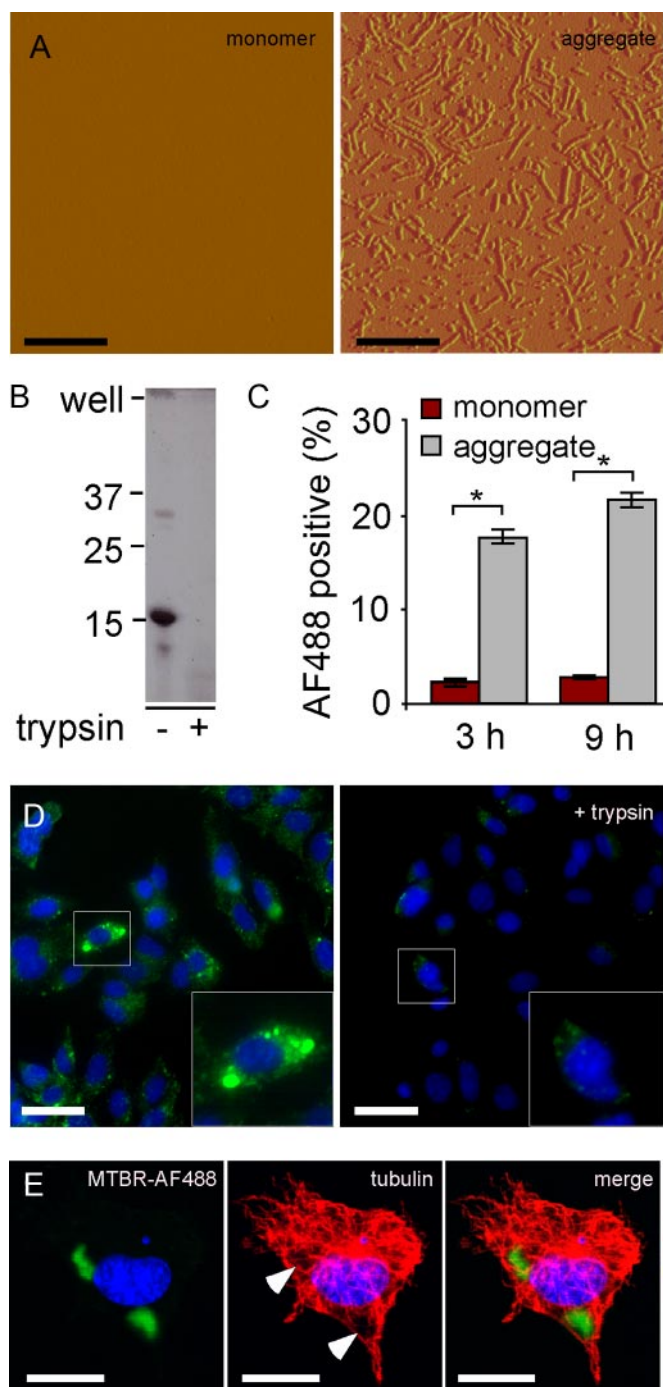 A
monomer
aggregate
B
well
37
25
15
trypsin - +
C
monomer
aggregate
AF488 positive (%)
30
20
10
0
* *
3 h 9 h
D
+ trypsin
E
MTBR-AF488
tubulin
merge